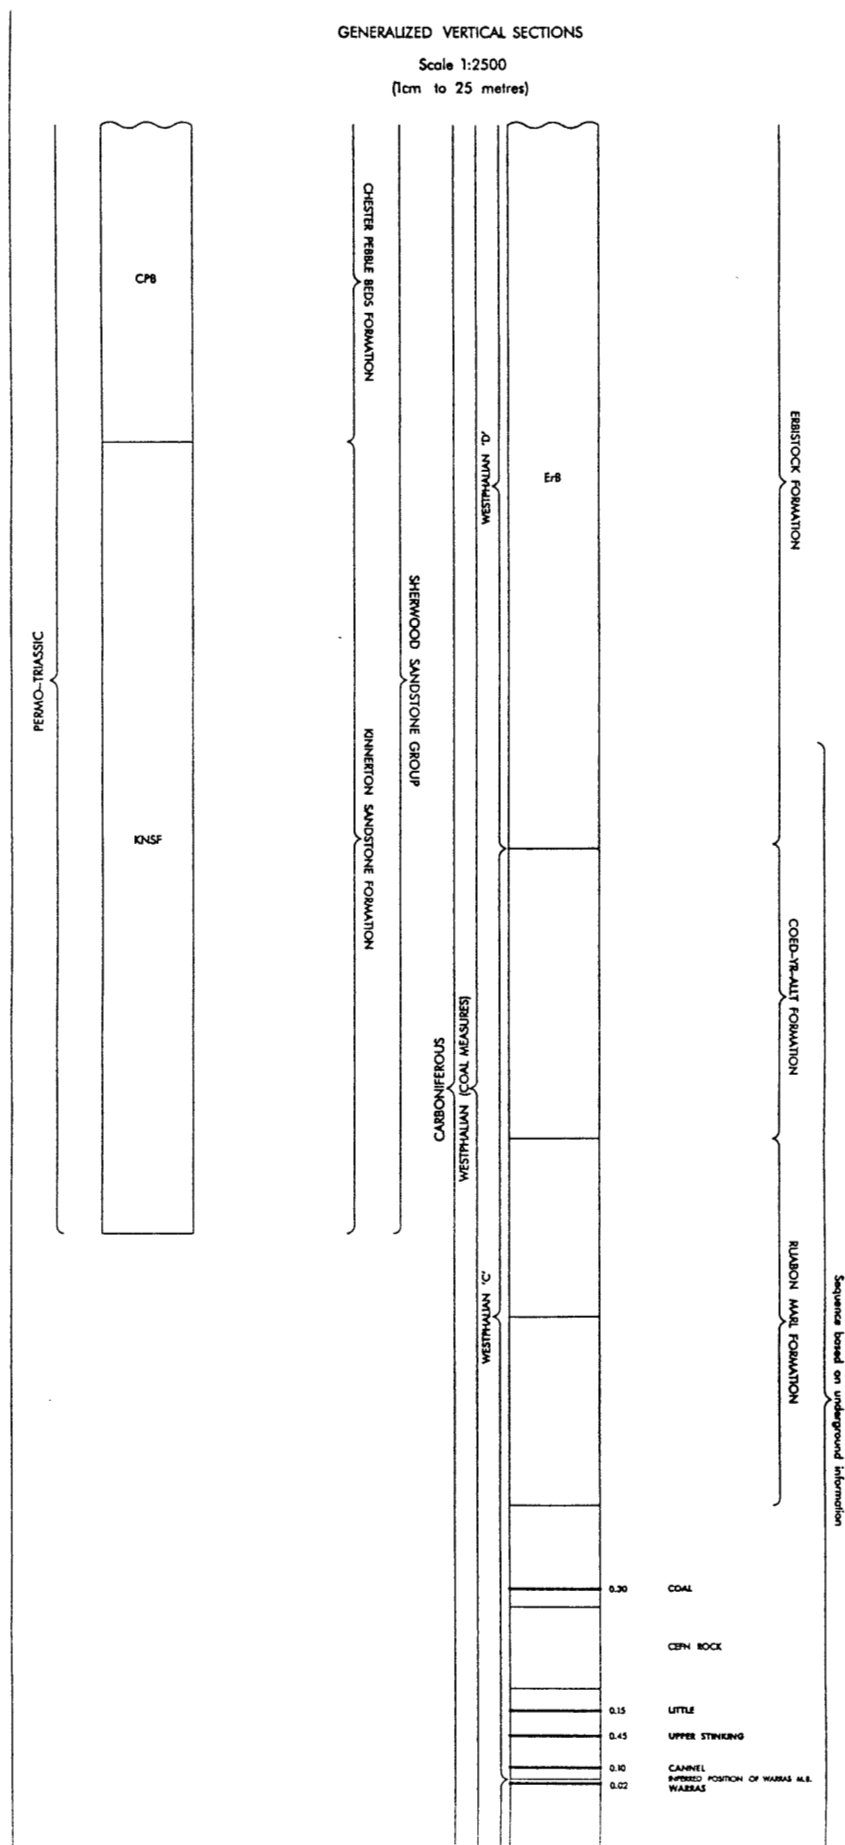 GENERALIZED VERTICAL SECTIONS
Scale 1:2500
(1cm to 25 metres)
PERMO-TRIASSIC
CPB
KNSF
CHESTER PEBBLE BEDS FORMATION
KINNERTON SANDSTONE FORMATION
SHERWOOD SANDSTONE GROUP
CARBONIFEROUS
WESTPHALIAN (COAL MEASURES)
WESTPHALIAN 'D'
WESTPHALIAN 'C'
ErB
ERBISTOCK FORMATION
COED-YR-ALLT FORMATION
RUABON MARL FORMATION
Sequence based on underground information
0.30 COAL
CEFN ROCK
0.15 LITTLE
0.45 UPPER STINKING
0.10 CANNEL
INFERRED POSITION OF WARRAS M.B.
0.02 WARRAS